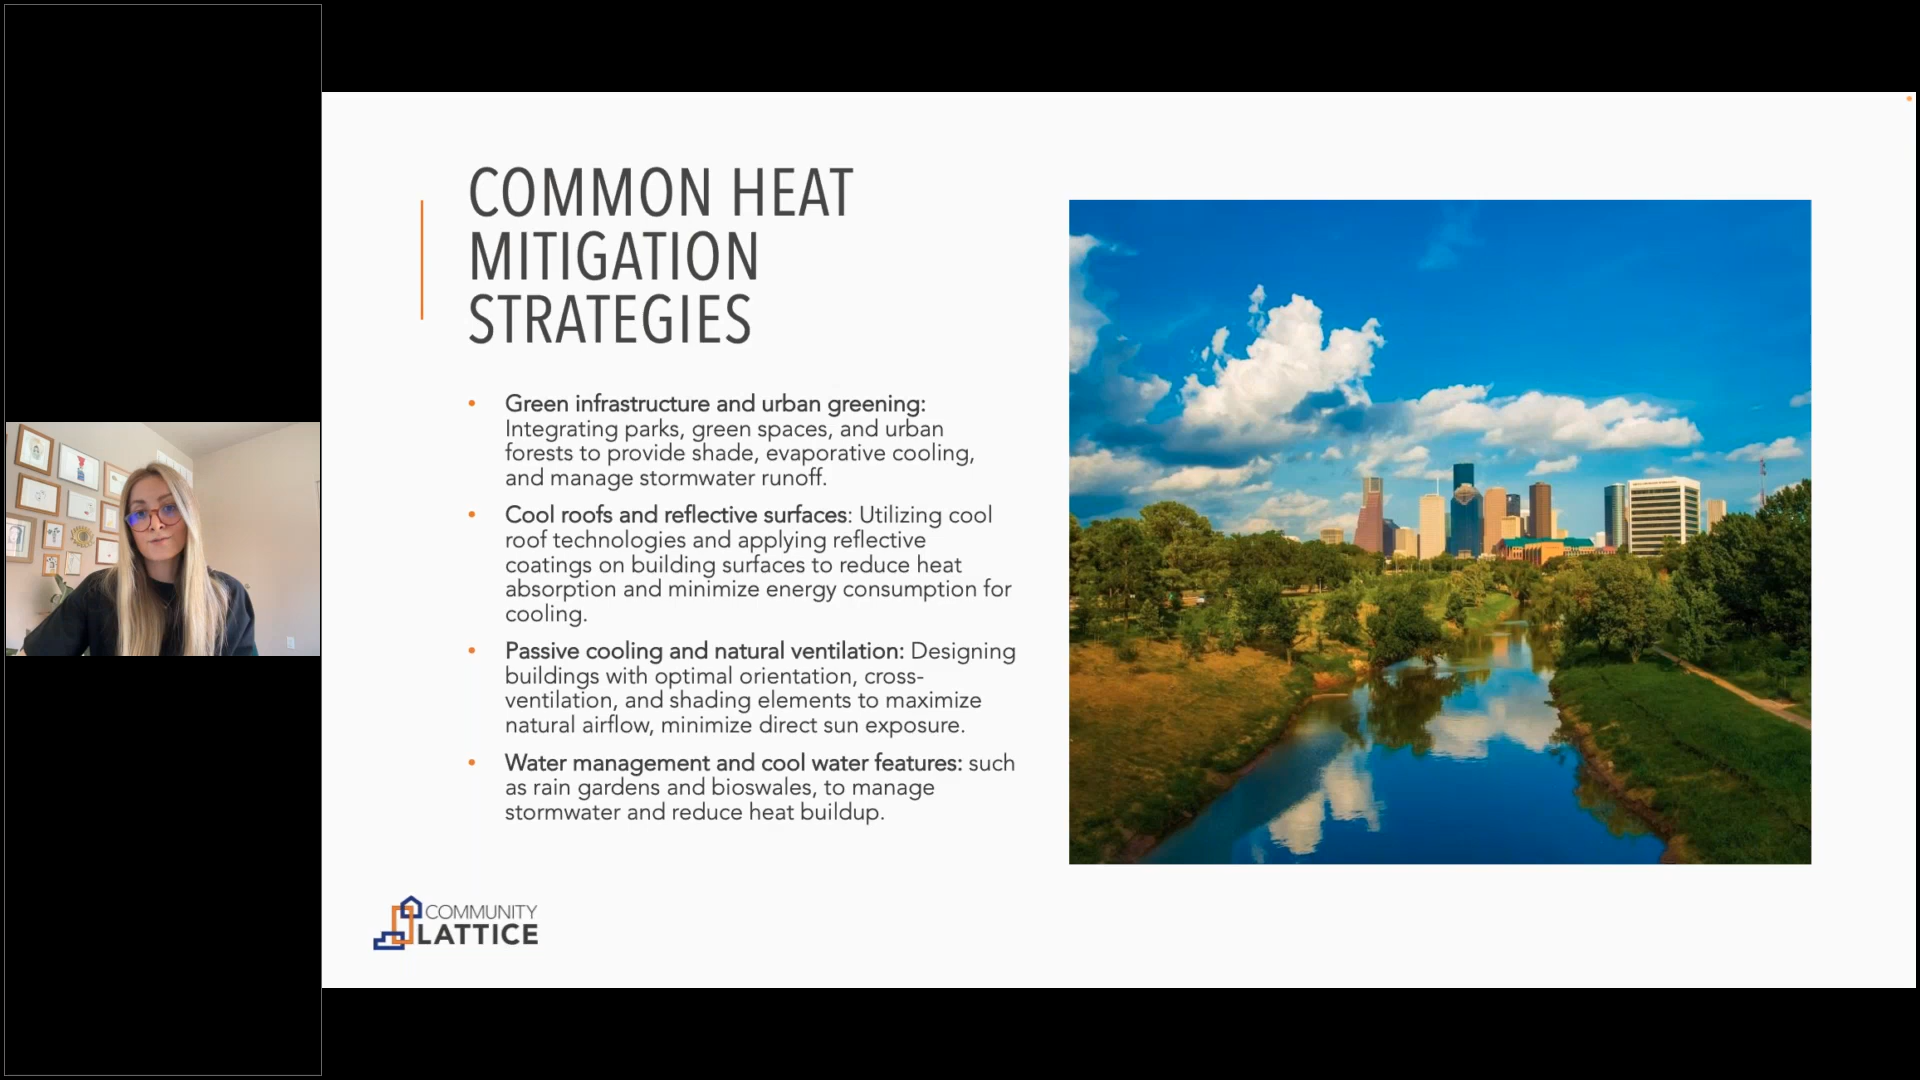 COMMON HEAT
MITIGATION
STRATEGIES
• Green infrastructure and urban greening:
Integrating parks, green spaces, and urban
forests to provide shade, evaporative cooling,
and manage stormwater runoff.
• Cool roofs and reflective surfaces: Utilizing cool
roof technologies and applying reflective
coatings on building surfaces to reduce heat
absorption and minimize energy consumption for
cooling.
• Passive cooling and natural ventilation: Designing
buildings with optimal orientation, cross-
ventilation, and shading elements to maximize
natural airflow, minimize direct sun exposure.
• Water management and cool water features: such
as rain gardens and bioswales, to manage
stormwater and reduce heat buildup.
COMMUNITY
LATTICE